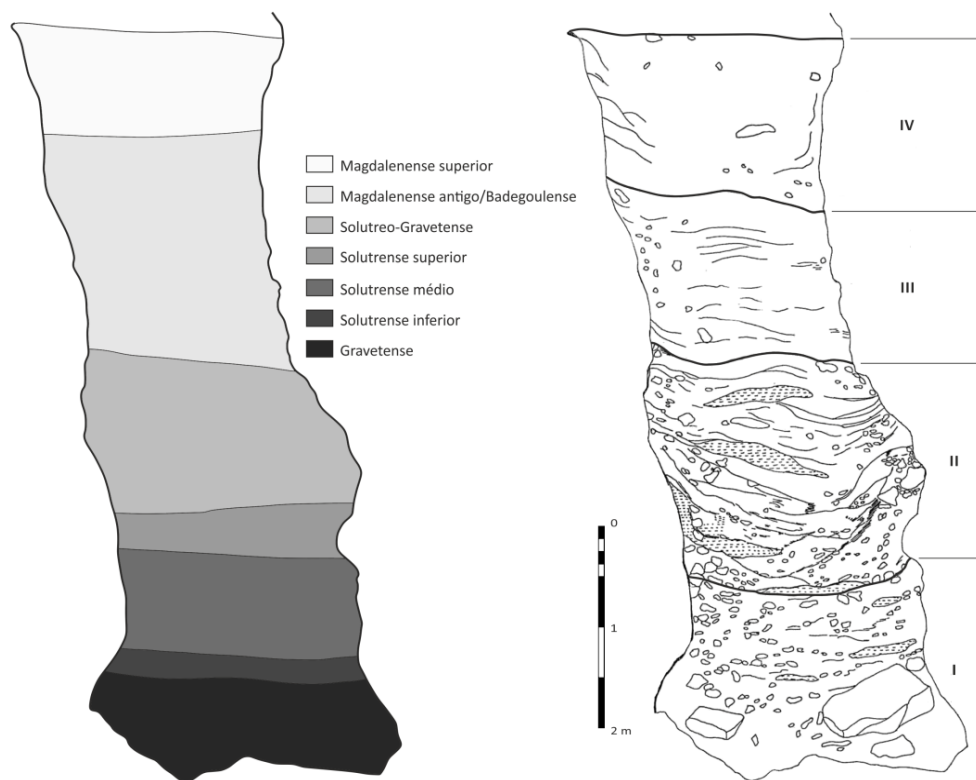 Magdalenense superior
Magdalenense antigo/Badegoulense
Solutreo-Gravetense
Solutrense superior
Solutrense médio
Solutrense inferior
Gravetense
IV
III
II
I
0
1
2 m